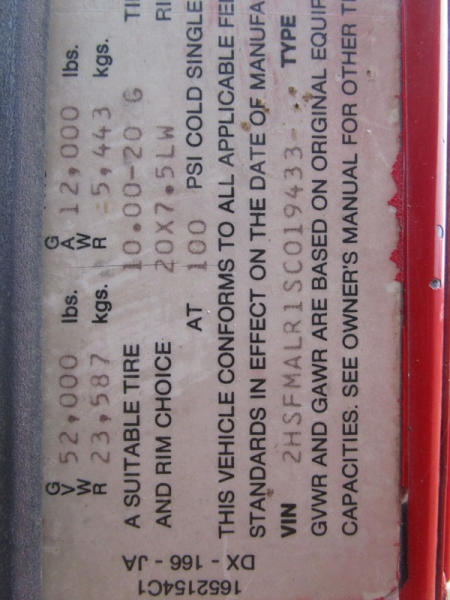 GVWR 52,000 lbs. GAWR 12,000 lbs.
23,587 kgs. 5,443 kgs.
A SUITABLE TIRE 10.00-20 G
AND RIM CHOICE 20X7.5LW
AT 100 PSI COLD SINGLE
THIS VEHICLE CONFORMS TO ALL APPLICABLE
STANDARDS IN EFFECT ON THE DATE OF
VIN 2HSFMALR1SC019433- TYPE
GVWR AND GAWR ARE BASED ON ORIGINAL
CAPACITIES. SEE OWNER'S MANUAL FOR OTHER
1652154C1
DX - 166 - JA